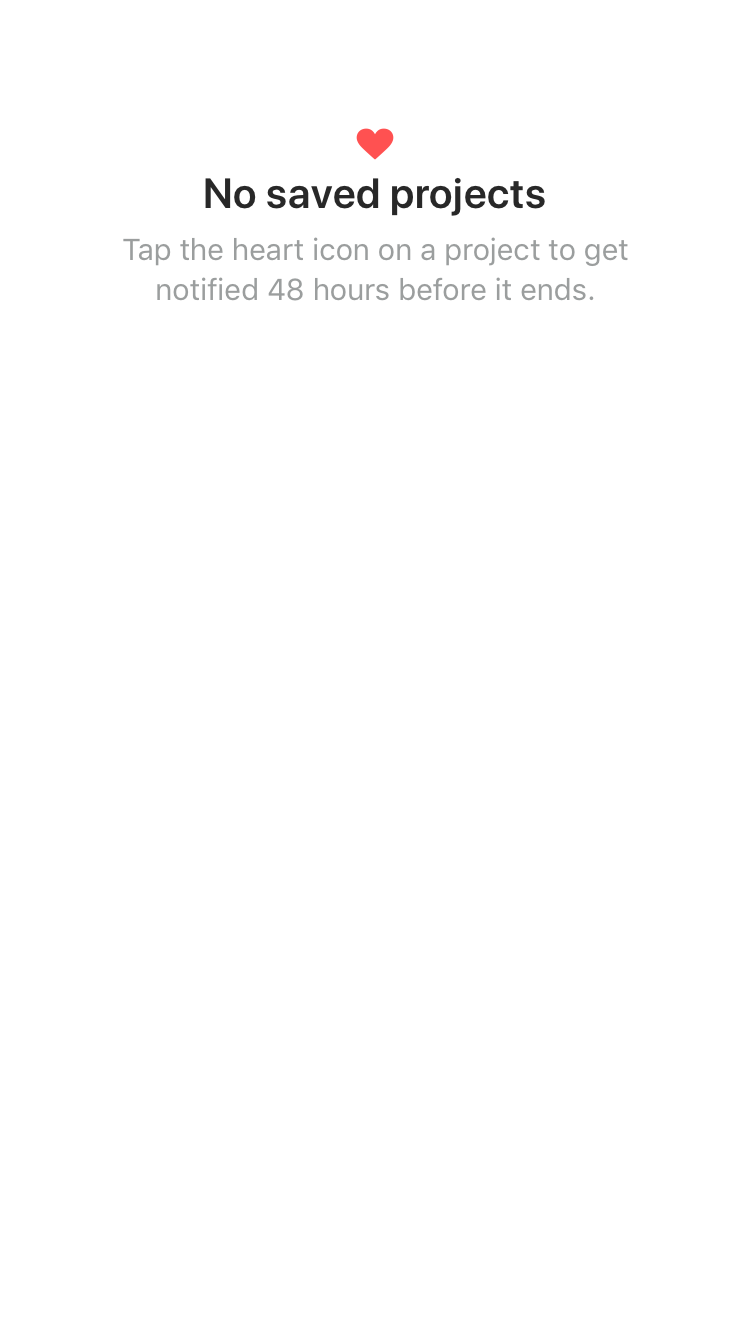 No saved projects
Tap the heart icon on a project to get
notified 48 hours before it ends.